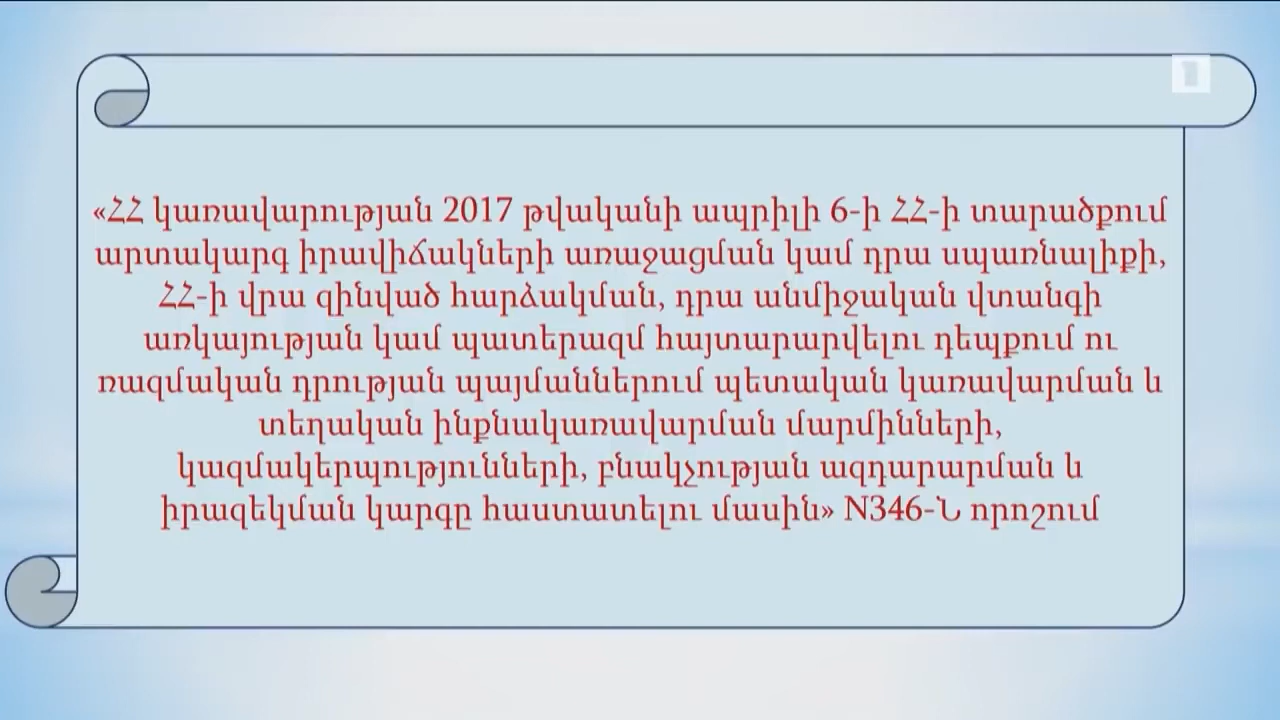 1
«ՀՀ կառավարության 2017 թվականի ապրիլի 6-ի ՀՀ-ի տարածքում
արտակարգ իրավիճակների առաջացման կամ դրա սպառնալիքի,
ՀՀ-ի վրա զինված հարձակման, դրա անմիջական վտանգի
առկայության կամ պատերազմ հայտարարվելու դեպքում ու
ռազմական դրության պայմաններում պետական կառավարման և
տեղական ինքնակառավարման մարմինների,
կազմակերպությունների, բնակչության ազդարարման և
իրազեկման կարգը հաստատելու մասին» N346-Ն որոշում